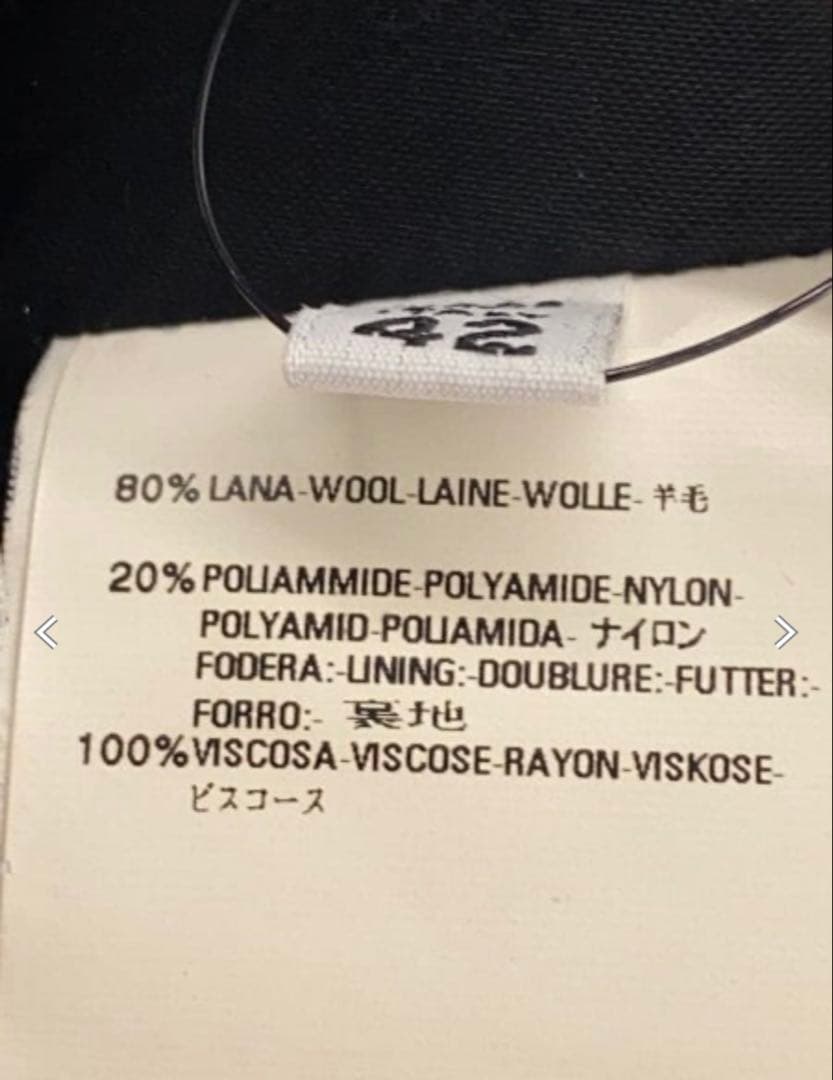 42
80% LANA-WOOL-LAINE-WOLLE- 羊毛
20% POLIAMMIDE-POLYAMIDE-NYLON-
POLYAMID-POLIAMIDA- ナイロン
FODERA:-LINING:-DOUBLURE:-FUTTER:-
FORRO:- 裏地
100% VISCOSA-VISCOSE-RAYON-VISKOSE-
ビスコース